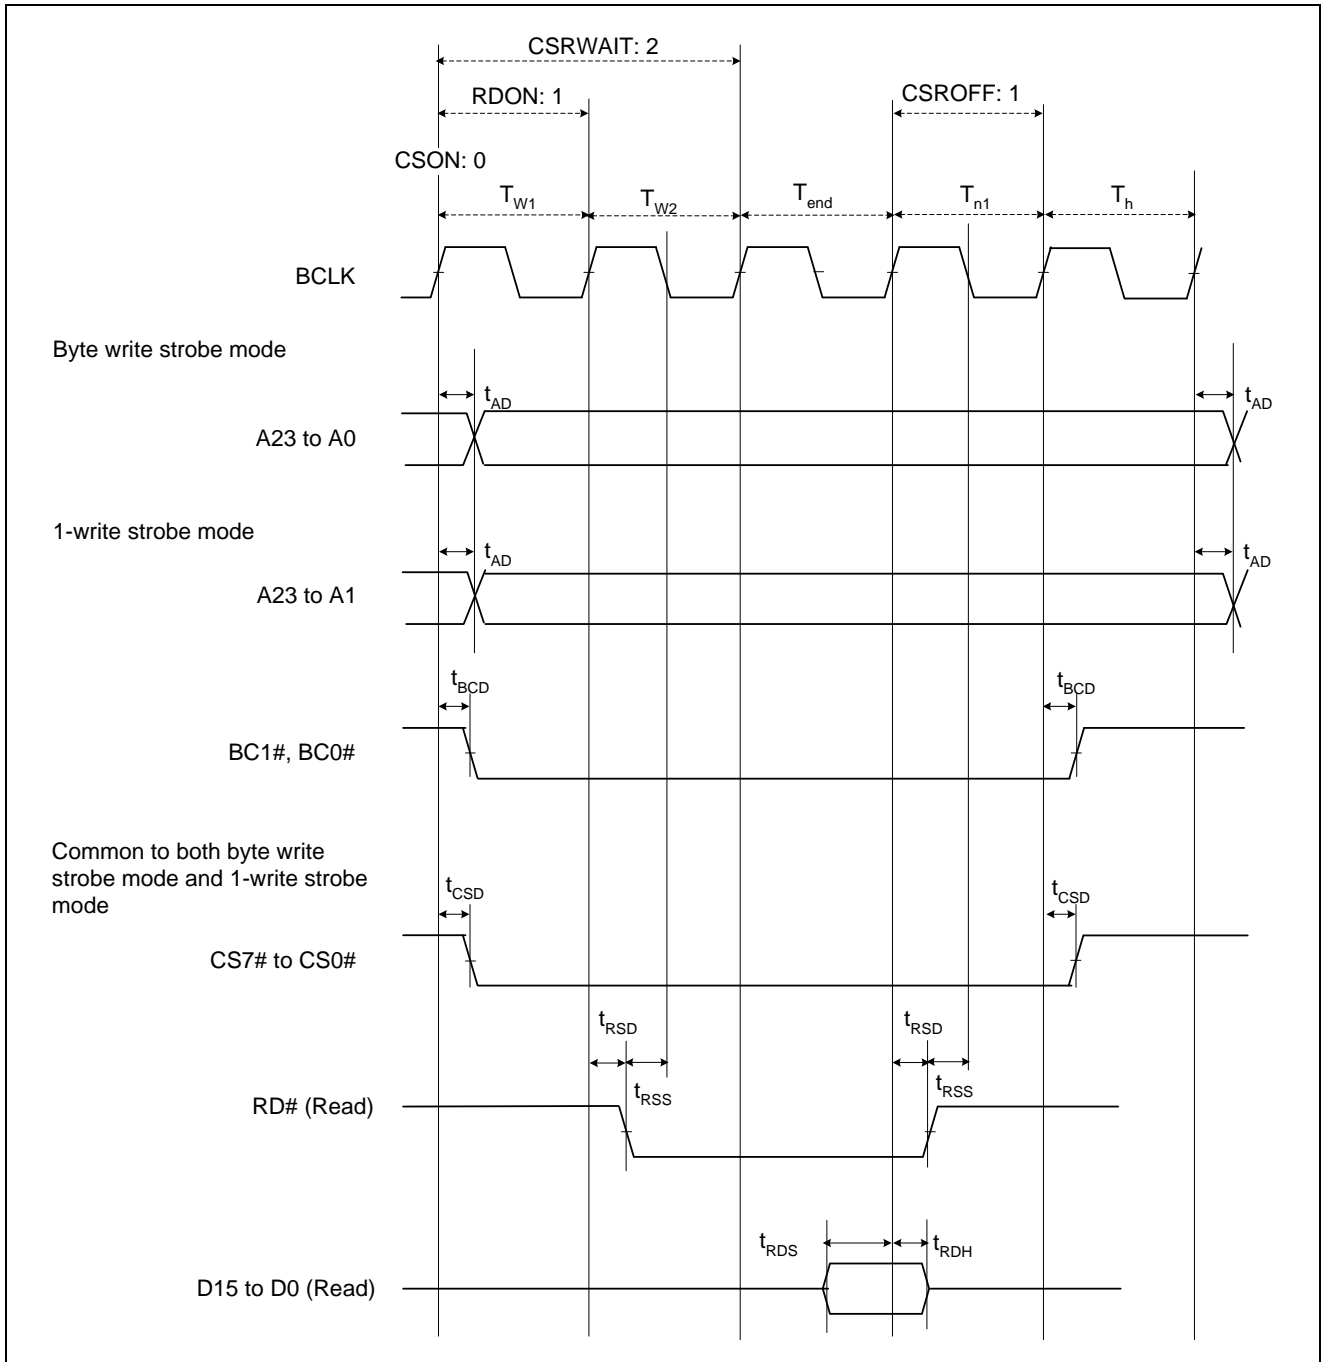 CSRWAIT: 2
RDON: 1
CSROFF: 1
CSON: 0
TW1
TW2
Tend
Tn1
Th
BCLK
Byte write strobe mode
tAD
tAD
A23 to A0
1-write strobe mode
tAD
tAD
A23 to A1
tBCD
tBCD
BC1#, BC0#
Common to both byte write
strobe mode and 1-write strobe
mode
tCSD
tCSD
CS7# to CS0#
tRSD
tRSD
tRSS
tRSS
RD# (Read)
tRDS
tRDH
D15 to D0 (Read)